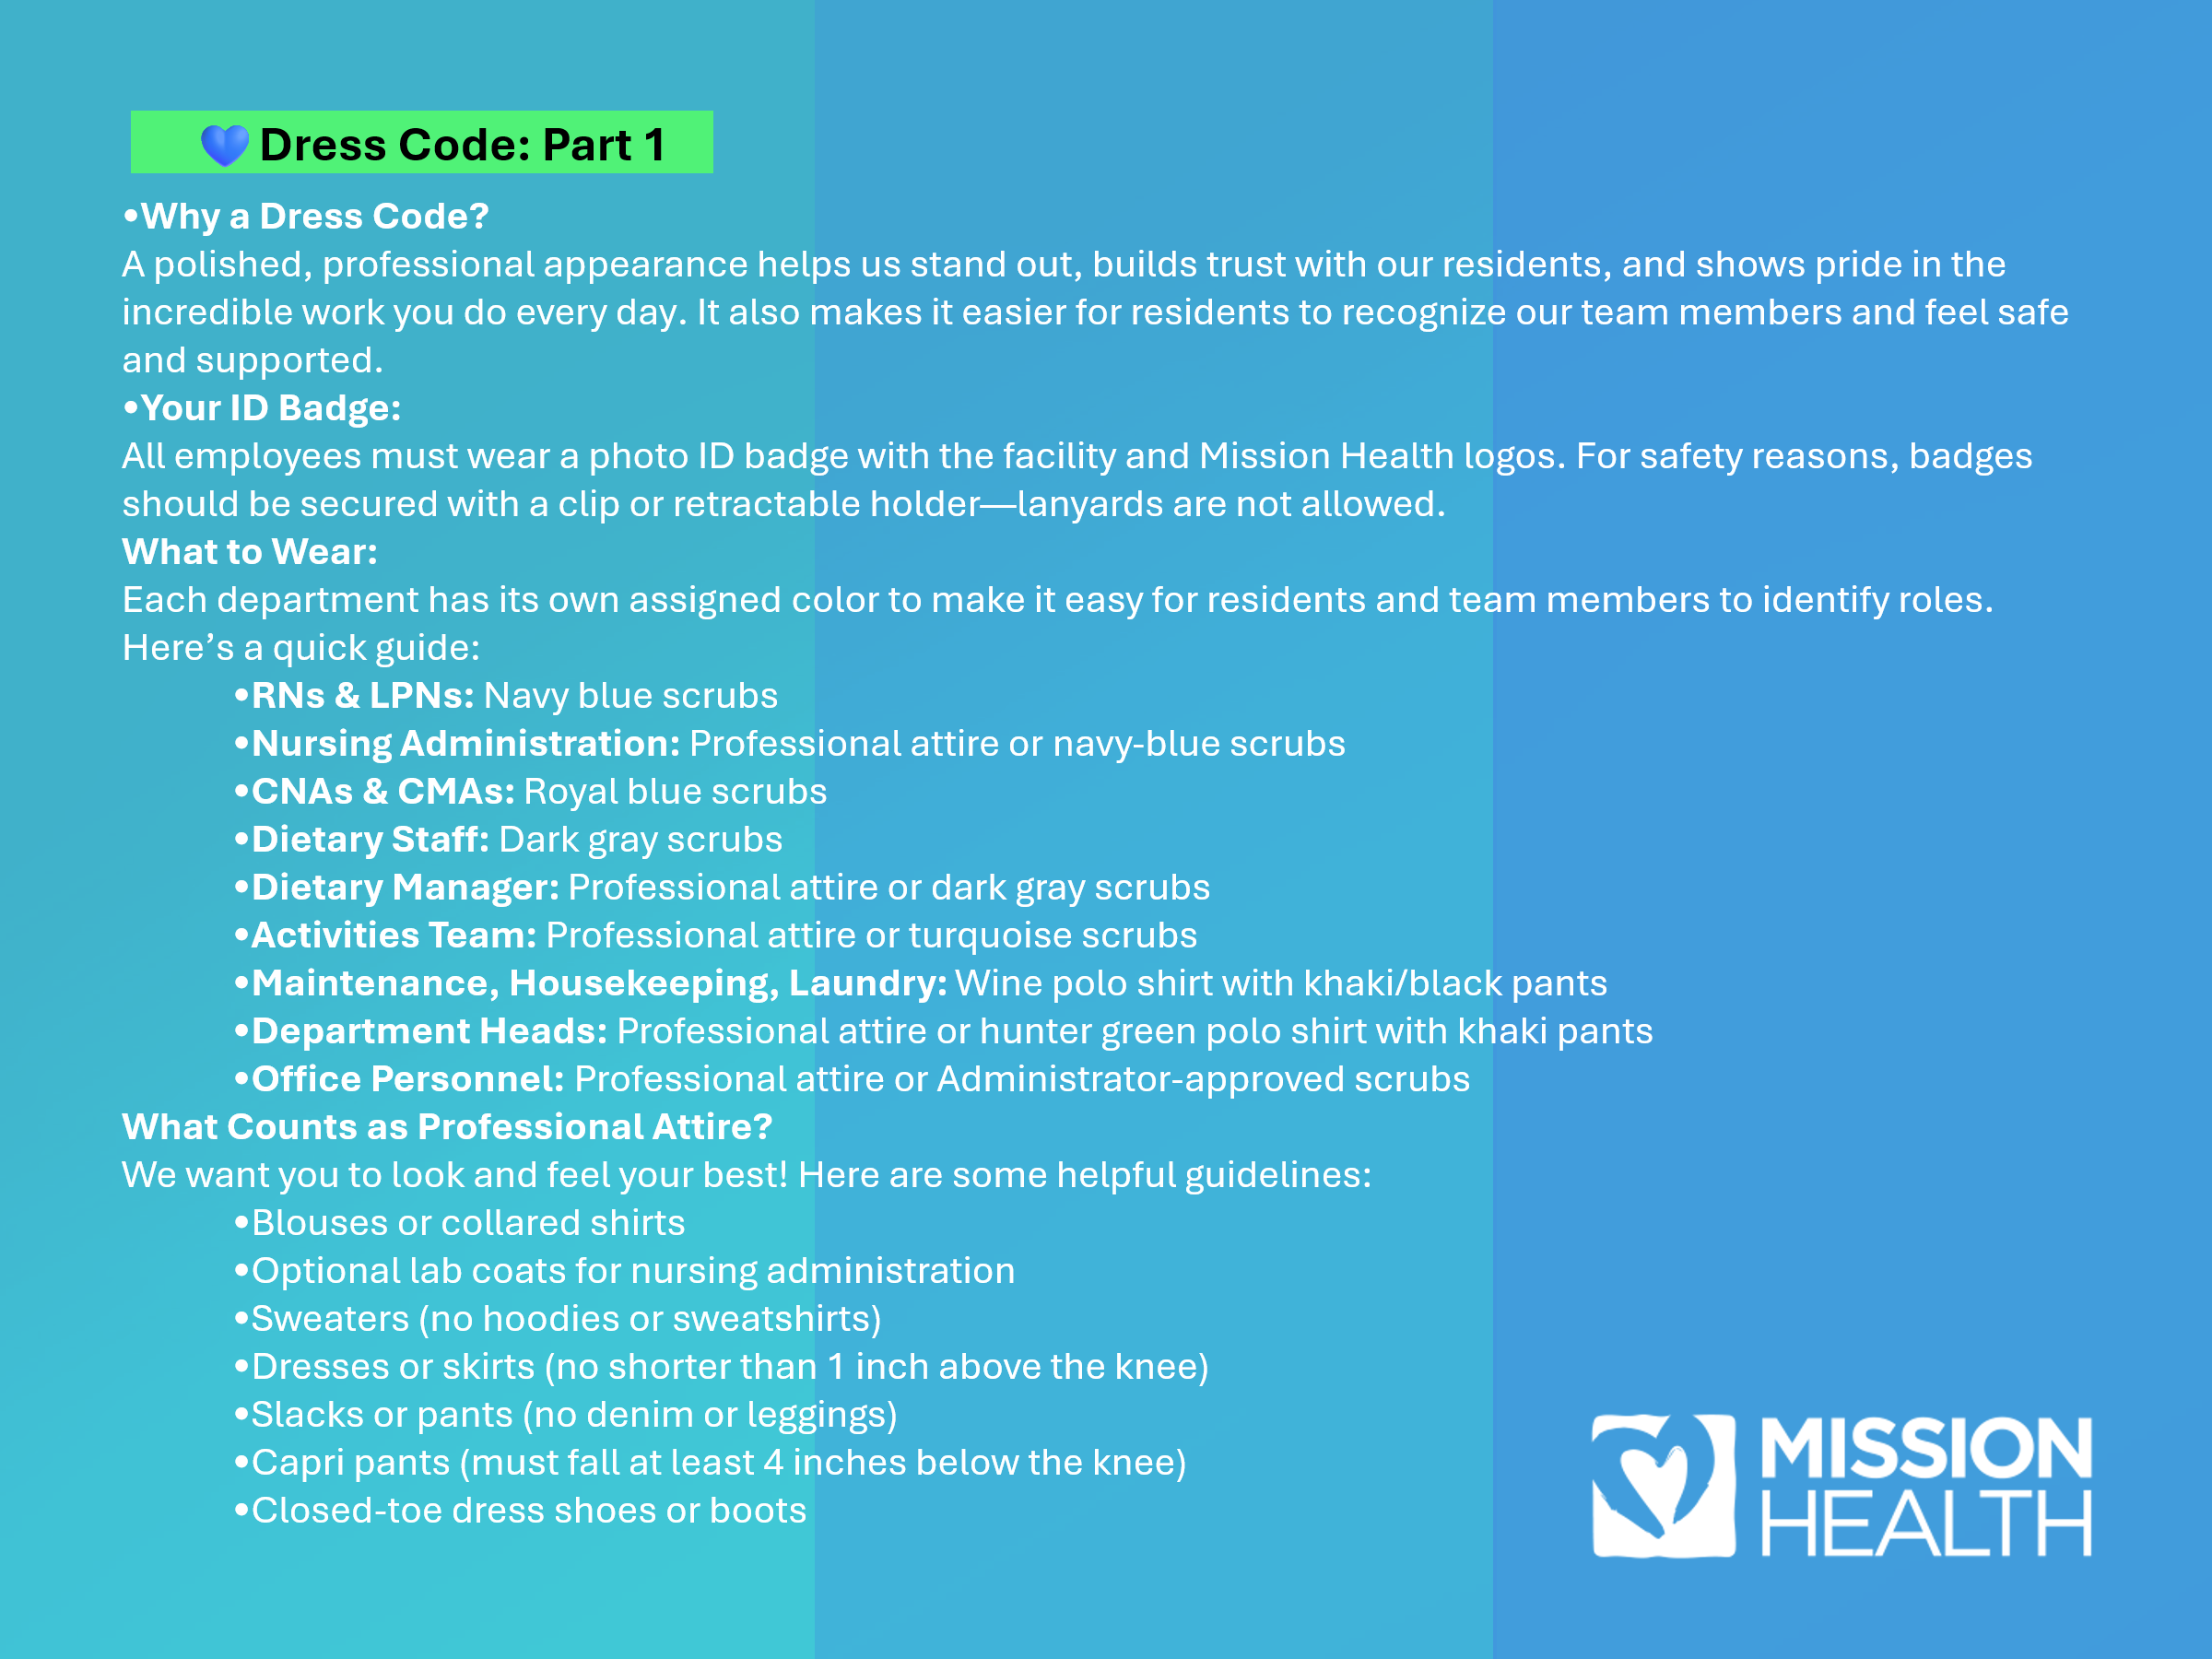 💙 Dress Code: Part 1
•Why a Dress Code?
A polished, professional appearance helps us stand out, builds trust with our residents, and shows pride in the
incredible work you do every day. It also makes it easier for residents to recognize our team members and feel safe
and supported.
•Your ID Badge:
All employees must wear a photo ID badge with the facility and Mission Health logos. For safety reasons, badges
should be secured with a clip or retractable holder—lanyards are not allowed.
What to Wear:
Each department has its own assigned color to make it easy for residents and team members to identify roles.
Here’s a quick guide:
•RNs & LPNs: Navy blue scrubs
•Nursing Administration: Professional attire or navy-blue scrubs
•CNAs & CMAs: Royal blue scrubs
•Dietary Staff: Dark gray scrubs
•Dietary Manager: Professional attire or dark gray scrubs
•Activities Team: Professional attire or turquoise scrubs
•Maintenance, Housekeeping, Laundry: Wine polo shirt with khaki/black pants
•Department Heads: Professional attire or hunter green polo shirt with khaki pants
•Office Personnel: Professional attire or Administrator-approved scrubs
What Counts as Professional Attire?
We want you to look and feel your best! Here are some helpful guidelines:
•Blouses or collared shirts
•Optional lab coats for nursing administration
•Sweaters (no hoodies or sweatshirts)
•Dresses or skirts (no shorter than 1 inch above the knee)
•Slacks or pants (no denim or leggings)
•Capri pants (must fall at least 4 inches below the knee)
•Closed-toe dress shoes or boots
MISSION
HEALTH